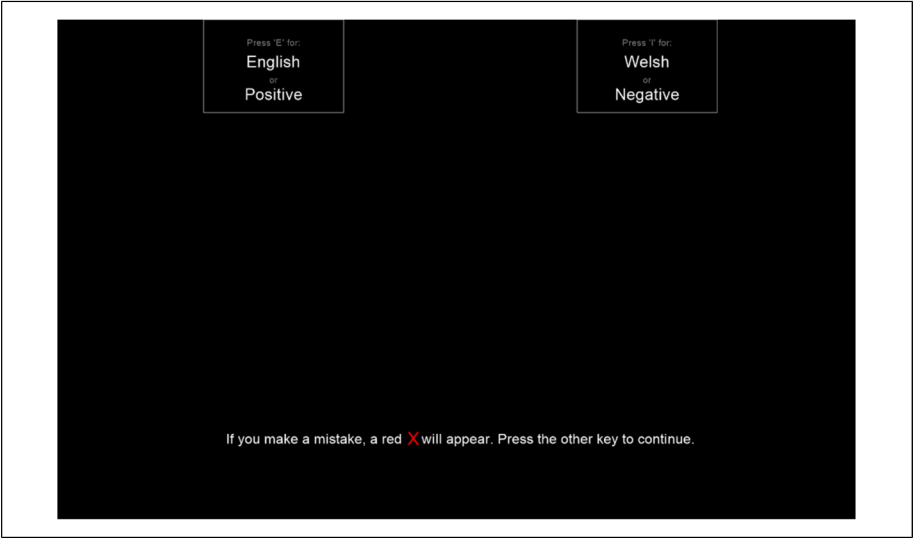 Press 'E' for:
English
or
Positive
Press 'I' for:
Welsh
or
Negative
If you make a mistake, a red X will appear. Press the other key to continue.